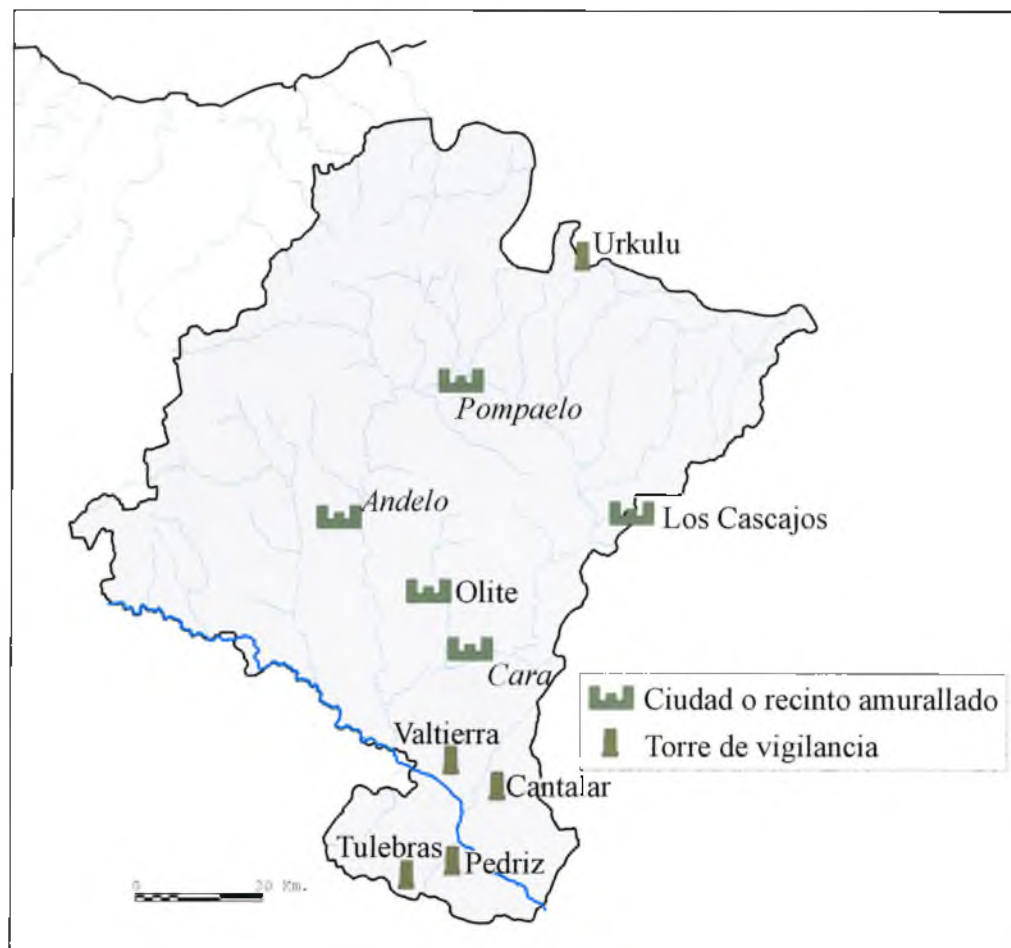 Urkulu
Pompaelo
Andelo
Los Cascajos
Olite
Cara
Ciudad o recinto amurallado
Valtierra
Torre de vigilancia
Cantalar
Tulebras
Pedriz
0 20 Km.